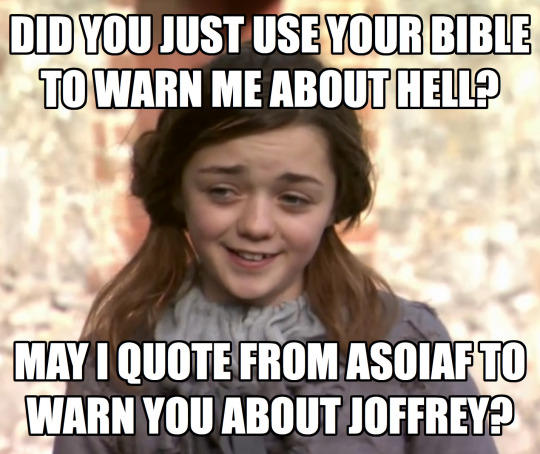 DID YOU JUST USE YOUR BIBLE
TO WARN ME ABOUT HELL?
MAY I QUOTE FROM ASOIAF TO
WARN YOU ABOUT JOFFREY?